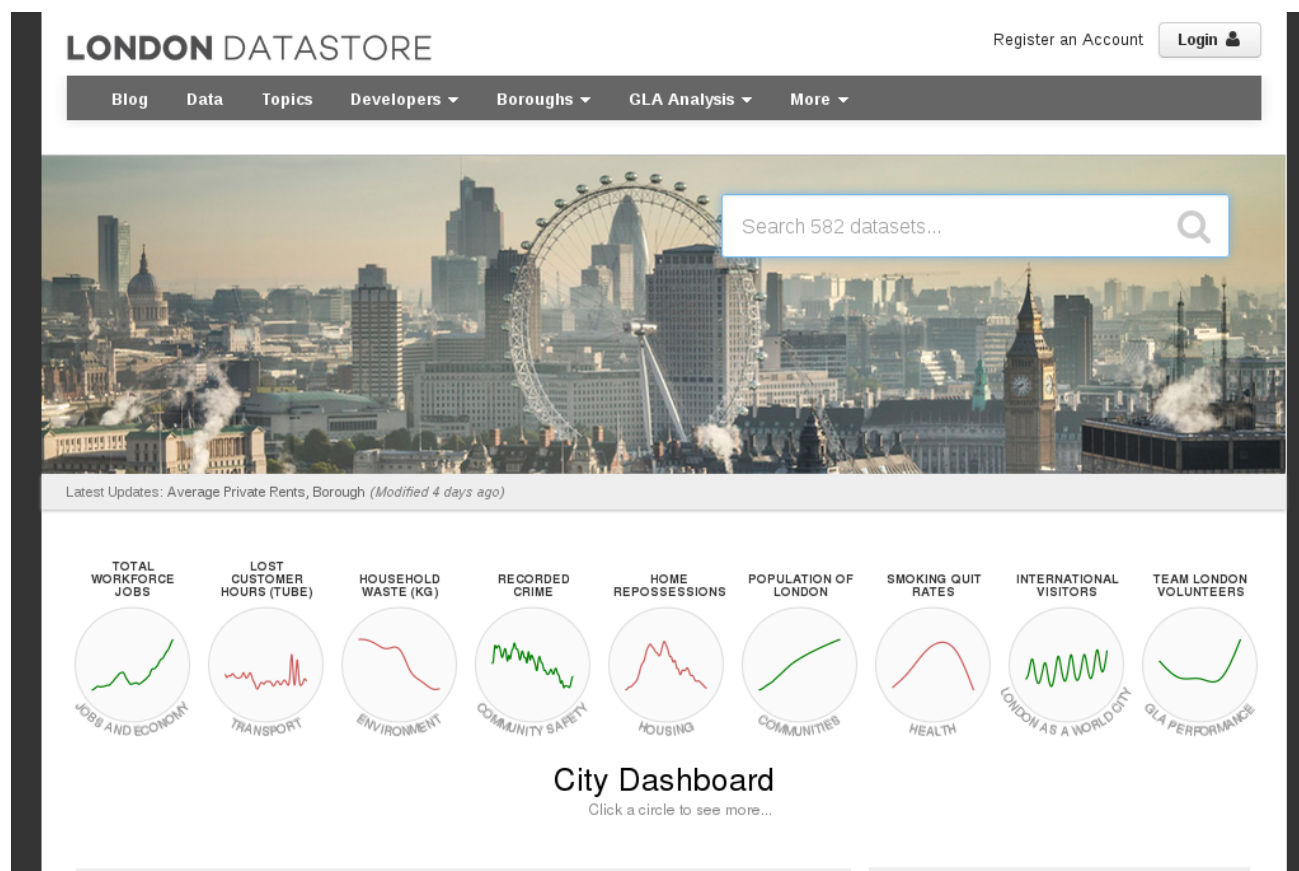 LONDON DATASTORE
Register an Account
Login
Blog
Data
Topics
Developers
Boroughs
GLA Analysis
More
Search 582 datasets...
Latest Updates: Average Private Rents, Borough (Modified 4 days ago)
TOTAL
WORKFORCE
JOBS
JOBS AND ECONOMY
LOST
CUSTOMER
HOURS (TUBE)
TRANSPORT
HOUSEHOLD
WASTE (KG)
ENVIRONMENT
RECORDED
CRIME
COMMUNITY SAFETY
HOME
REPOSSESSIONS
HOUSING
POPULATION OF
LONDON
COMMUNITIES
SMOKING QUIT
RATES
HEALTH
INTERNATIONAL
VISITORS
LONDON AS A WORLD CITY
TEAM LONDON
VOLUNTEERS
GLA PERFORMANCE
City Dashboard
Click a circle to see more...